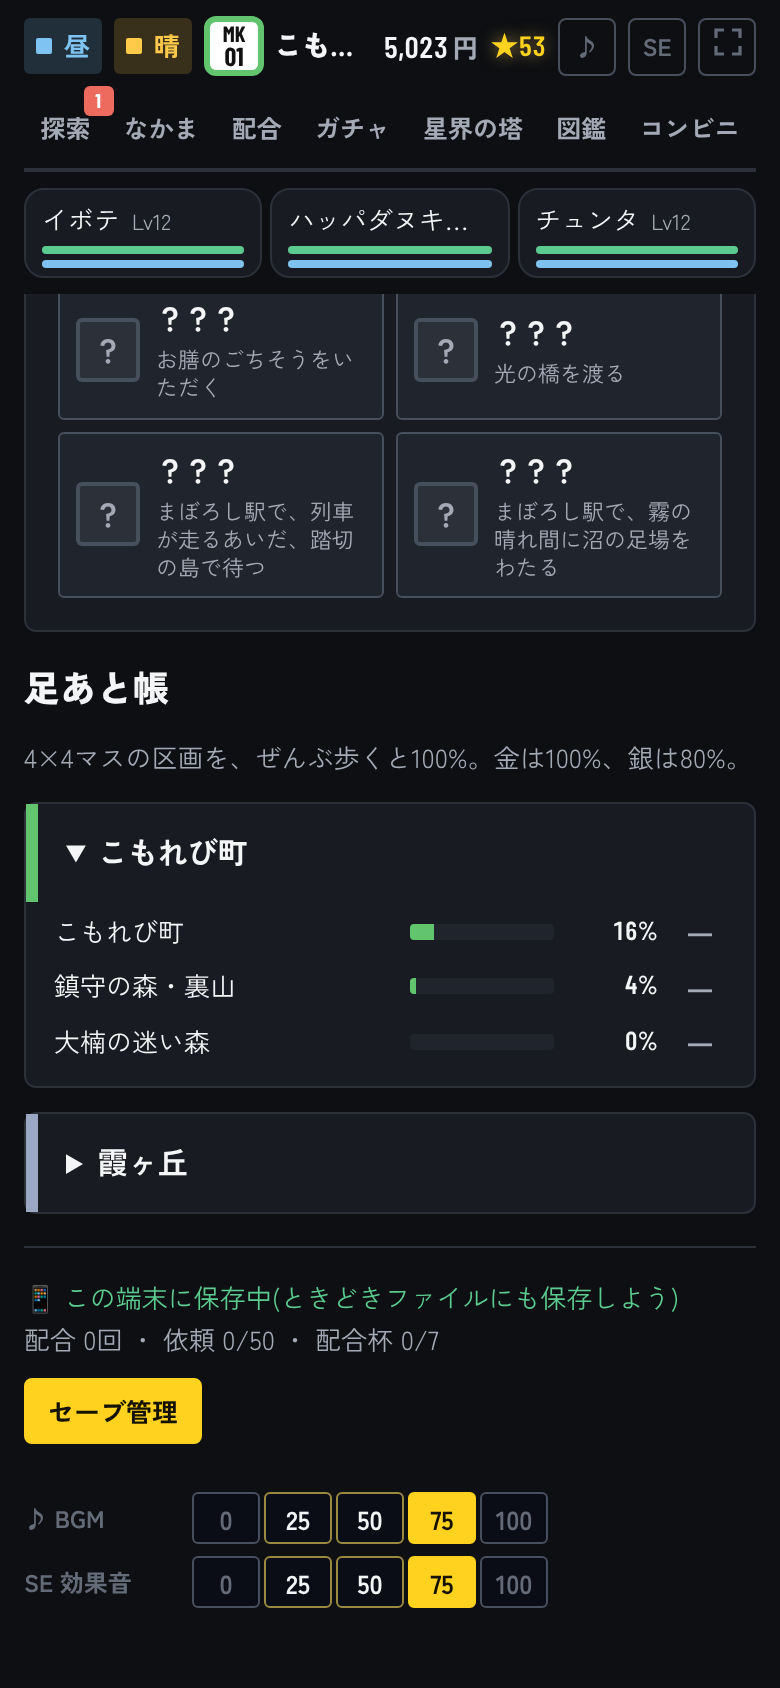 昼 晴 MK 01 こも… 5,023 円 ★53 ♪ SE
1
探索 なかま 配合 ガチャ 星界の塔 図鑑 コンビニ
イボテ Lv12 ハッパダヌキ… チュンタ Lv12
? ? ? ?
お膳のごちそうをいただく
? ? ? ?
光の橋を渡る
? ? ? ?
まぼろし駅で、列車
が走るあいだ、踏切
の島で待つ
? ? ? ?
まぼろし駅で、霧の
晴れ間に沼の足場を
わたる
足あと帳
4×4マスの区画を、ぜんぶ歩くと100%。金は100%、銀は80%。
▼ こもれび町
こもれび町 16% —
鎮守の森・裏山 4% —
大楠の迷い森 0% —
▶ 霞ヶ丘
📱 この端末に保存中(ときどきファイルにも保存しよう)
配合 0回 ・ 依頼 0/50 ・ 配合杯 0/7
セーブ管理
♪ BGM 0 25 50 75 100
SE 効果音 0 25 50 75 100